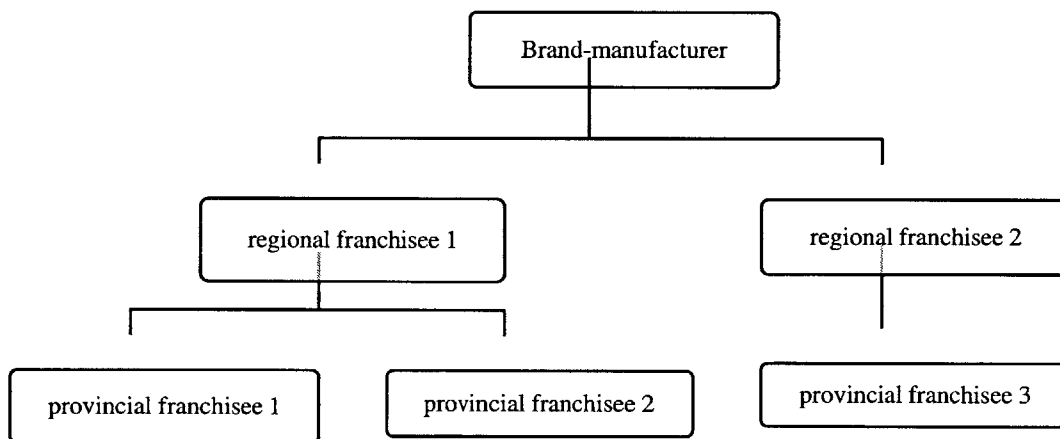 Brand-manufacturer
regional franchisee 1
regional franchisee 2
provincial franchisee 1
provincial franchisee 2
provincial franchisee 3